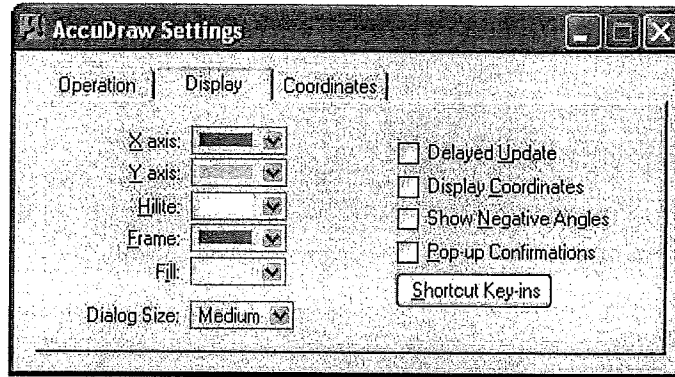 AccuDraw Settings
Operation Display Coordinates
X axis:
Y axis:
Hilite:
Frame:
Fill:
Dialog Size: Medium
Delayed Update
Display Coordinates
Show Negative Angles
Pop-up Confirmations
Shortcut Key-ins